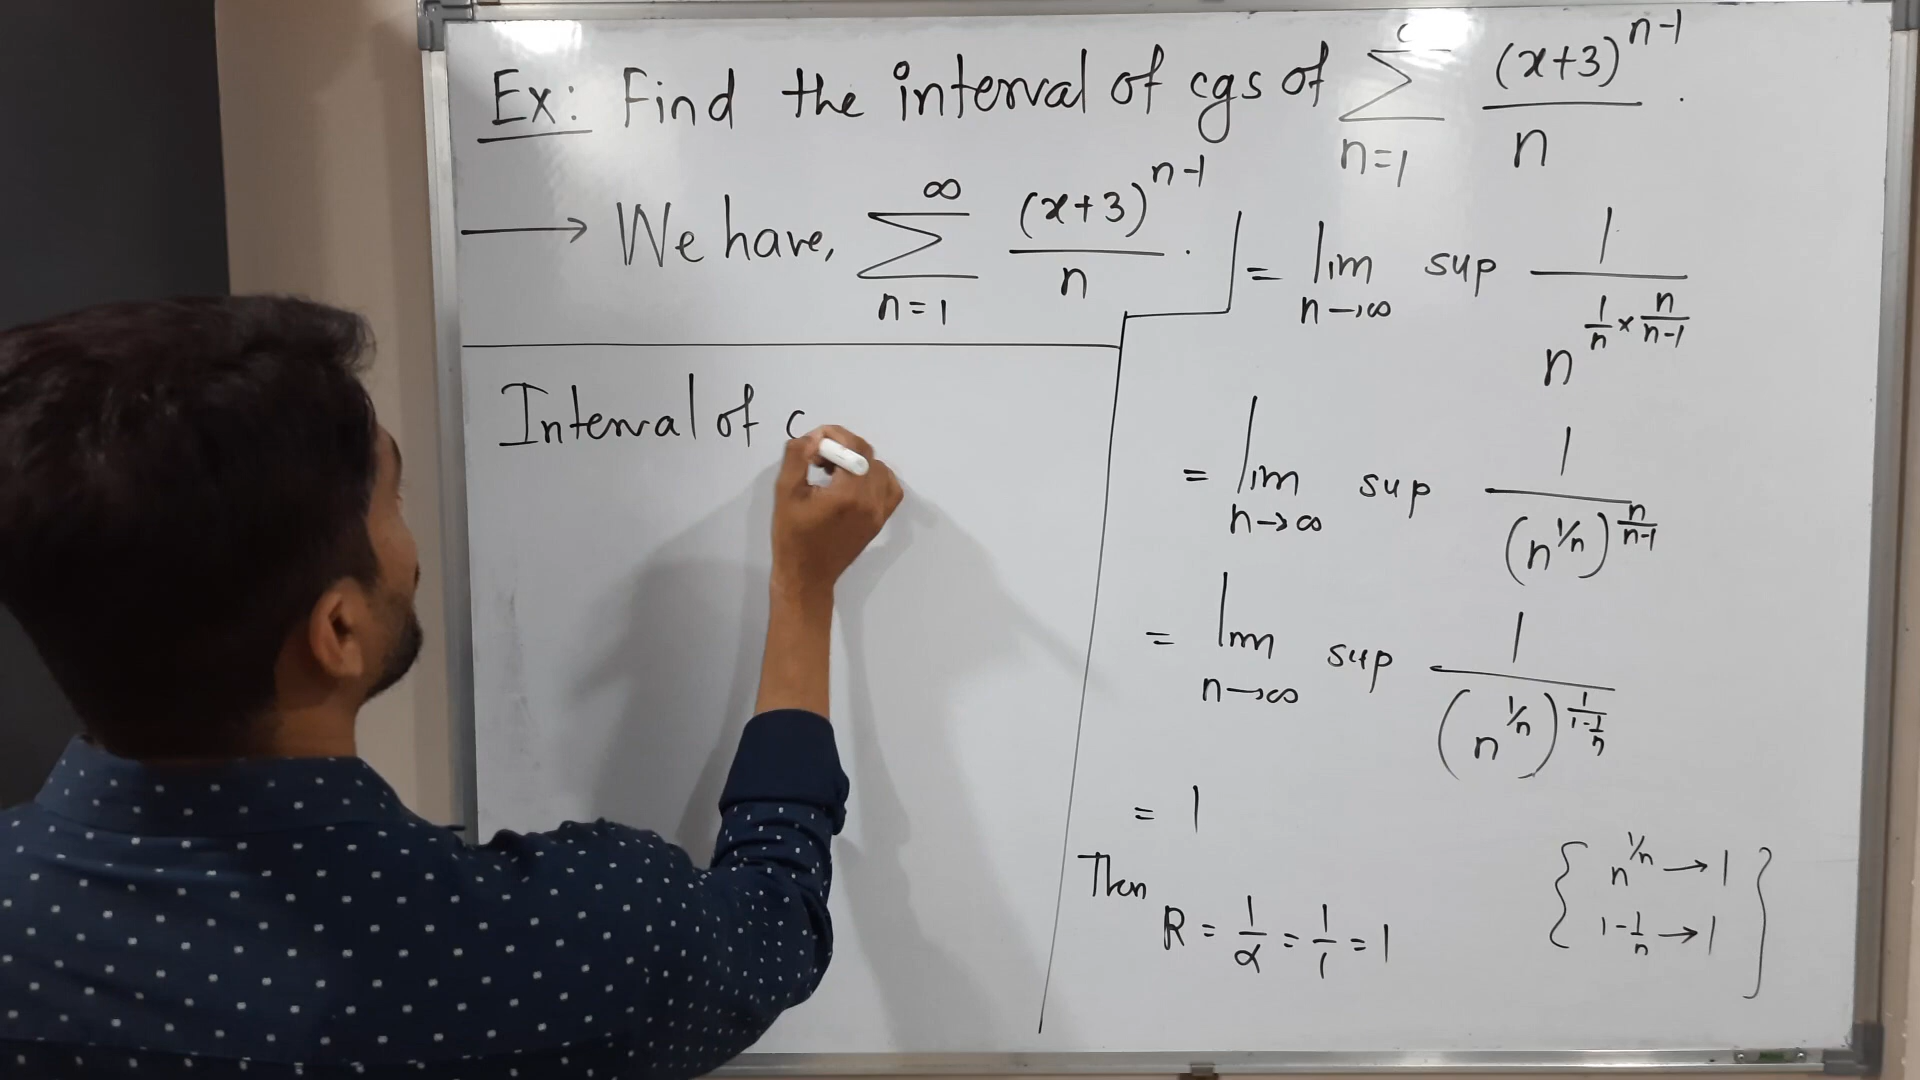 Ex: Find the interval of cgs of ∑ n=1 (x+3)^(n-1) / n .
→ We have, ∑_{n=1}^{∞} (x+3)^(n-1) / n .
Interval of c
= lim n→∞ sup 1 / n^(1/n × n/(n-1))
= lim n→∞ sup 1 / (n^(1/n))^(n/(n-1))
= lim n→∞ sup 1 / (n^(1/n))^(1/(1-1/n))
= 1
Then
R = 1/α = 1/1 = 1
{ n^(1/n) → 1
1 - 1/n → 1 }